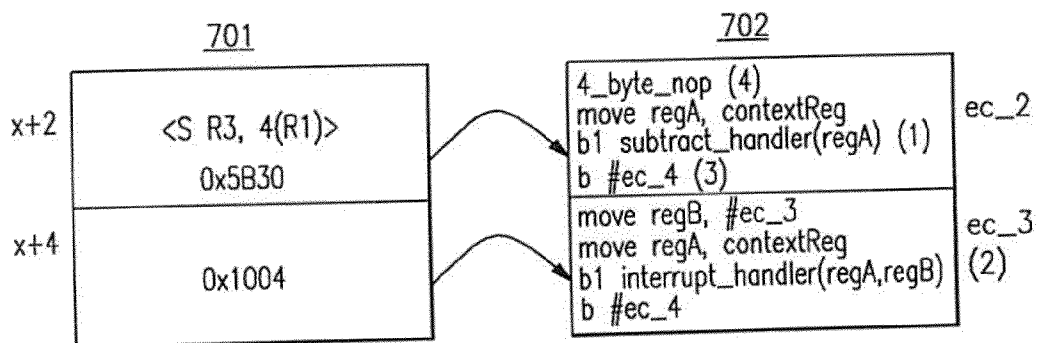 701
702
x+2
<S R3, 4(R1)>
0x5B30
4_byte_nop (4)
move regA, contextReg
b1 subtract_handler(regA) (1)
b #ec_4 (3)
ec_2
x+4
0x1004
move regB, #ec_3
move regA, contextReg
b1 interrupt_handler(regA,regB)
b #ec_4
ec_3
(2)